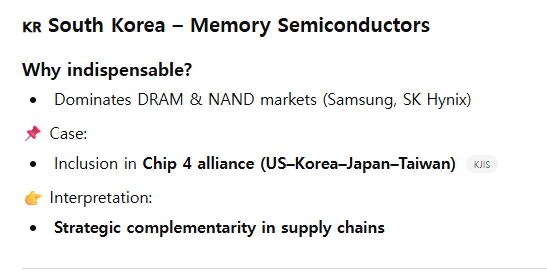 KR South Korea – Memory Semiconductors
Why indispensable?
• Dominates DRAM & NAND markets (Samsung, SK Hynix)
📌 Case:
• Inclusion in Chip 4 alliance (US–Korea–Japan–Taiwan) KJIS
👉 Interpretation:
• Strategic complementarity in supply chains